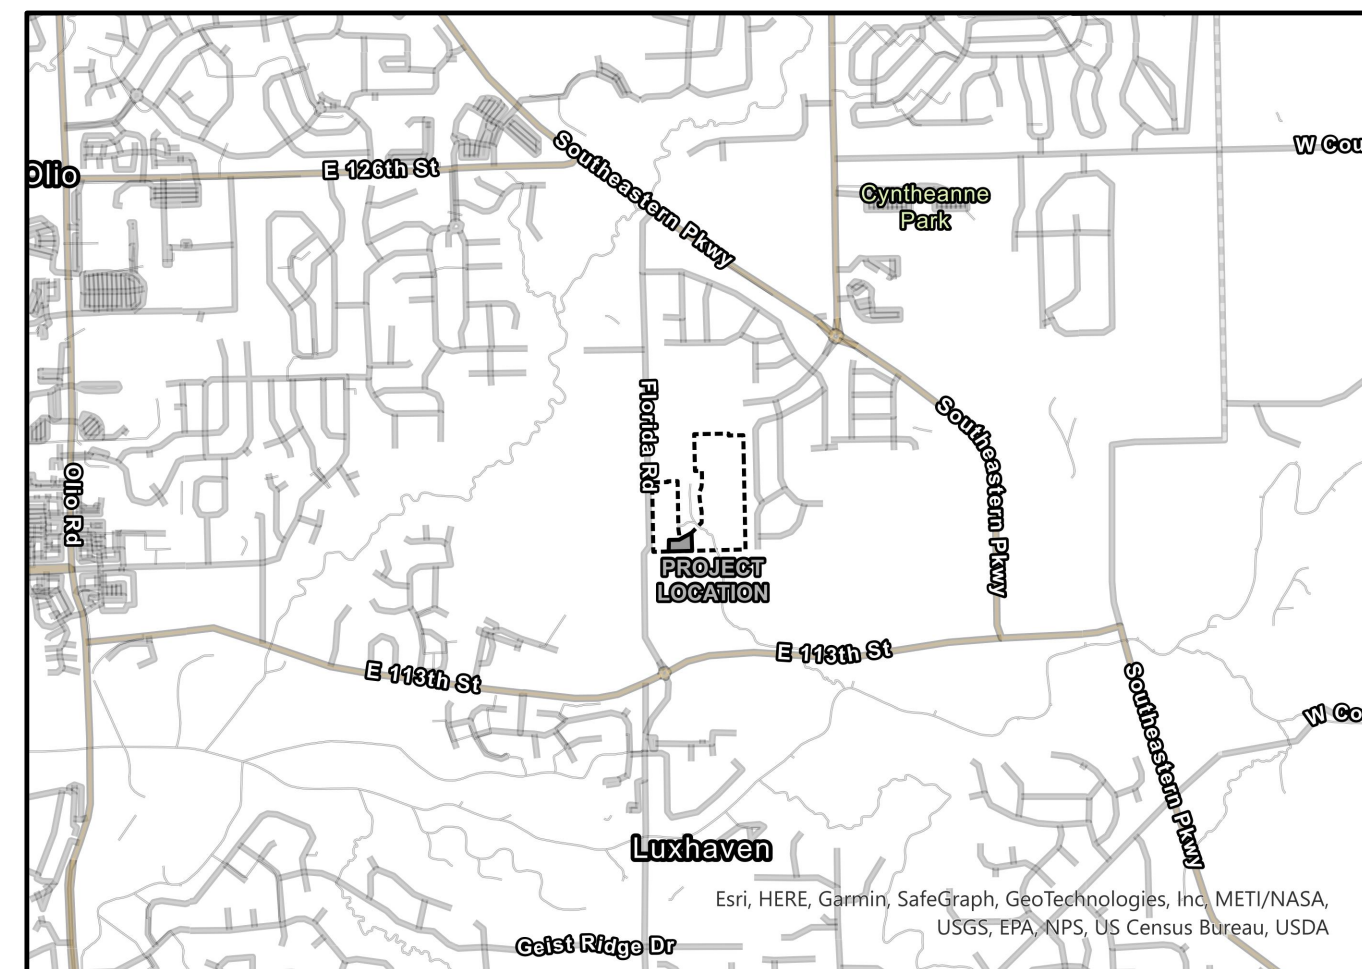 Southeastern Pkwy
E 126th St
Olio
W Cou
Cyntheanne
Park
Florida Rd
Southeastern Pkwy
Olio Rd
PROJECT
LOCATION
E 113th St
E 113th St
Southeastern Pkwy
W Co
Luxhaven
Esri, HERE, Garmin, SafeGraph, GeoTechnologies, Inc, METI/NASA,
USGS, EPA, NPS, US Census Bureau, USDA
Geist Ridge Dr